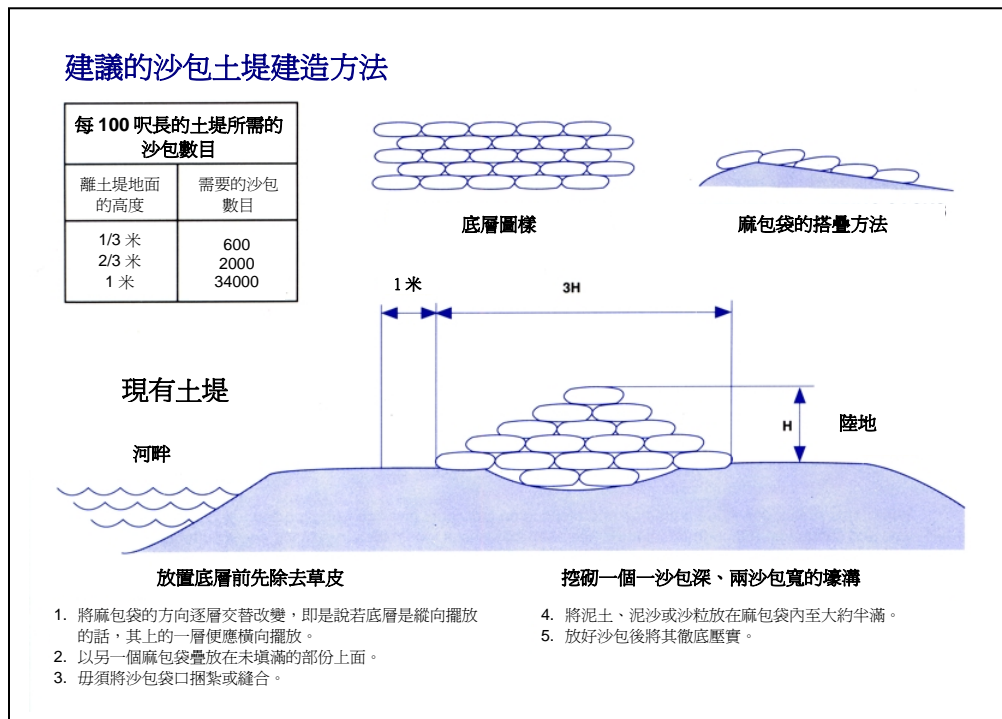 建議的沙包土堤建造方法
每 100 呎長的土堤所需的
沙包數目
離土堤地面
的高度
需要的沙包
數目
1/3 米
600
2/3 米
2000
1 米
34000
底層圖樣
麻包袋的搭疊方法
1 米
3H
現有土堤
H
陸地
河畔
放置底層前先除去草皮
挖砌一個一沙包深、兩沙包寬的壕溝
1. 將麻包袋的方向逐層交替改變，即是說若底層是縱向擺放
的話，其上的一層便應橫向擺放。
2. 以另一個麻包袋疊放在未填滿的部份上面。
3. 毋須將沙包袋口捆紮或縫合。
4. 將泥土、泥沙或沙粒放在麻包袋內至大約半滿。
5. 放好沙包後將其徹底壓實。